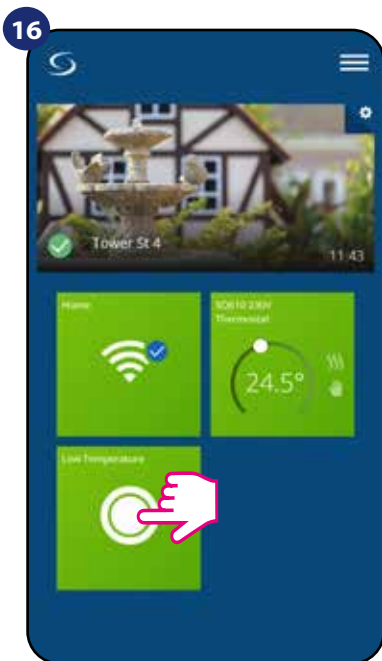 16
Tower St 4
11:43
Home
SQ610 230V
Thermostat
24.5°
Low Temperature